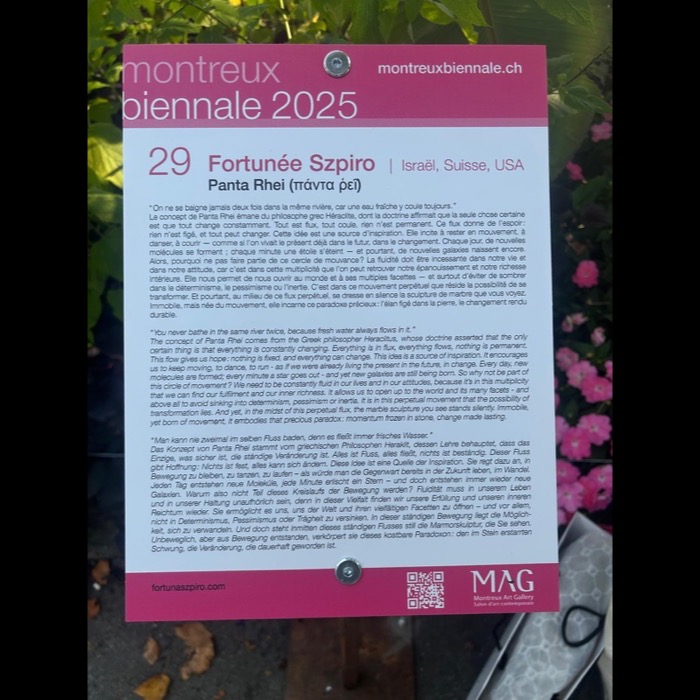 montreux
biennale 2025
montreuxbiennale.ch
29 Fortunée Szpiro | Israël, Suisse, USA
Panta Rhei (πάντα ῥεῖ)
"On ne se baigne jamais deux fois dans la même rivière, car une eau fraîche y coule toujours."
Le concept de Panta Rhei émane du philosophe grec Héraclite, dont la doctrine affirmait que la seule chose certaine
est que tout change constamment. Tout est flux, tout coule, rien n'est permanent. Ce flux donne de l'espoir:
rien n'est figé, et tout peut changer. Cette idée est une source d'inspiration. Elle incite à rester en mouvement, à
danser, à courir — comme si l'on vivait le présent déjà dans le futur, dans le changement. Chaque jour, de nouvelles
molécules se forment ; chaque minute une étoile s'éteint — et pourtant, de nouvelles galaxies naissent encore.
Alors, pourquoi ne pas faire partie de ce cercle de mouvance? La fluidité doit être incessante dans notre vie et
dans notre attitude, car c'est dans cette multiplicité que l'on peut retrouver notre épanouissement et notre richesse
intérieure. Elle nous permet de nous ouvrir au monde et à ses multiples facettes — et surtout d'éviter de sombrer
dans le déterminisme, le pessimisme ou l'inertie. C'est dans ce mouvement perpétuel que réside la possibilité de se
transformer. Et pourtant, au milieu de ce flux perpétuel, se dresse en silence la sculpture de marbre que vous voyez.
Immobile, mais née du mouvement, elle incarne ce paradoxe précieux: l'élan figé dans la pierre, le changement rendu
durable.
"You never bathe in the same river twice, because fresh water always flows in it."
The concept of Panta Rhei comes from the Greek philosopher Heraclitus, whose doctrine asserted that the only
certain thing is that everything is constantly changing. Everything is in flux, everything flows, nothing is permanent.
This flow gives us hope: nothing is fixed, and everything can change. This idea is a source of inspiration. It encourages
us to keep moving, to dance, to run - as if we were already living the present in the future, in change. Every day, new
molecules are formed; every minute a star goes out - and yet new galaxies are still being born. So why not be part of
this circle of movement? We need to be constantly fluid in our lives and in our attitudes, because it's in this multiplicity
that we can find our fulfilment and our inner richness. It allows us to open up to the world and its many facets - and
above all to avoid sinking into determinism, pessimism or inertia. It is in this perpetual movement that the possibility of
transformation lies. And yet, in the midst of this perpetual flux, the marble sculpture you see stands silently. Immobile,
yet born of movement, it embodies that precious paradox: momentum frozen in stone, change made lasting.
"Man kann nie zweimal im selben Fluss baden, denn es fließt immer frisches Wasser."
Das Konzept von Panta Rhei stammt vom griechischen Philosophen Heraklit, dessen Lehre behauptet, dass das
Einzige, was sicher ist, die ständige Veränderung ist. Alles ist Fluss, alles fließt, nichts ist beständig. Dieser Fluss
gibt Hoffnung: Nichts ist fest, alles kann sich ändern. Diese Idee ist eine Quelle der Inspiration. Sie regt dazu an, in
Bewegung zu bleiben, zu tanzen, zu laufen – als würde man die Gegenwart bereits in der Zukunft leben, im Wandel.
Jeden Tag entstehen neue Moleküle, jede Minute erlischt ein Stern – und doch entstehen immer wieder neue
Galaxien. Warum also nicht Teil dieses Kreislaufs der Bewegung werden? Fluidität muss in unserem Leben
und in unserer Haltung unaufhörlich sein, denn in dieser Vielfalt finden wir unsere Erfüllung und unseren inneren
Reichtum wieder. Sie ermöglicht es uns, uns der Welt und ihren vielfältigen Facetten zu öffnen – und vor allem,
nicht in Determinismus, Pessimismus oder Trägheit zu versinken. In dieser ständigen Bewegung liegt die Möglich-
keit, sich zu verwandeln. Und doch steht inmitten dieses ständigen Flusses still die Marmorskulptur, die Sie sehen.
Unbeweglich, aber aus Bewegung entstanden, verkörpert sie dieses kostbare Paradoxon: den im Stein erstarrten
Schwung, die Veränderung, die dauerhaft geworden ist.
fortunaszpiro.com
MAG
Montreux Art Gallery
Salon d'art contemporain